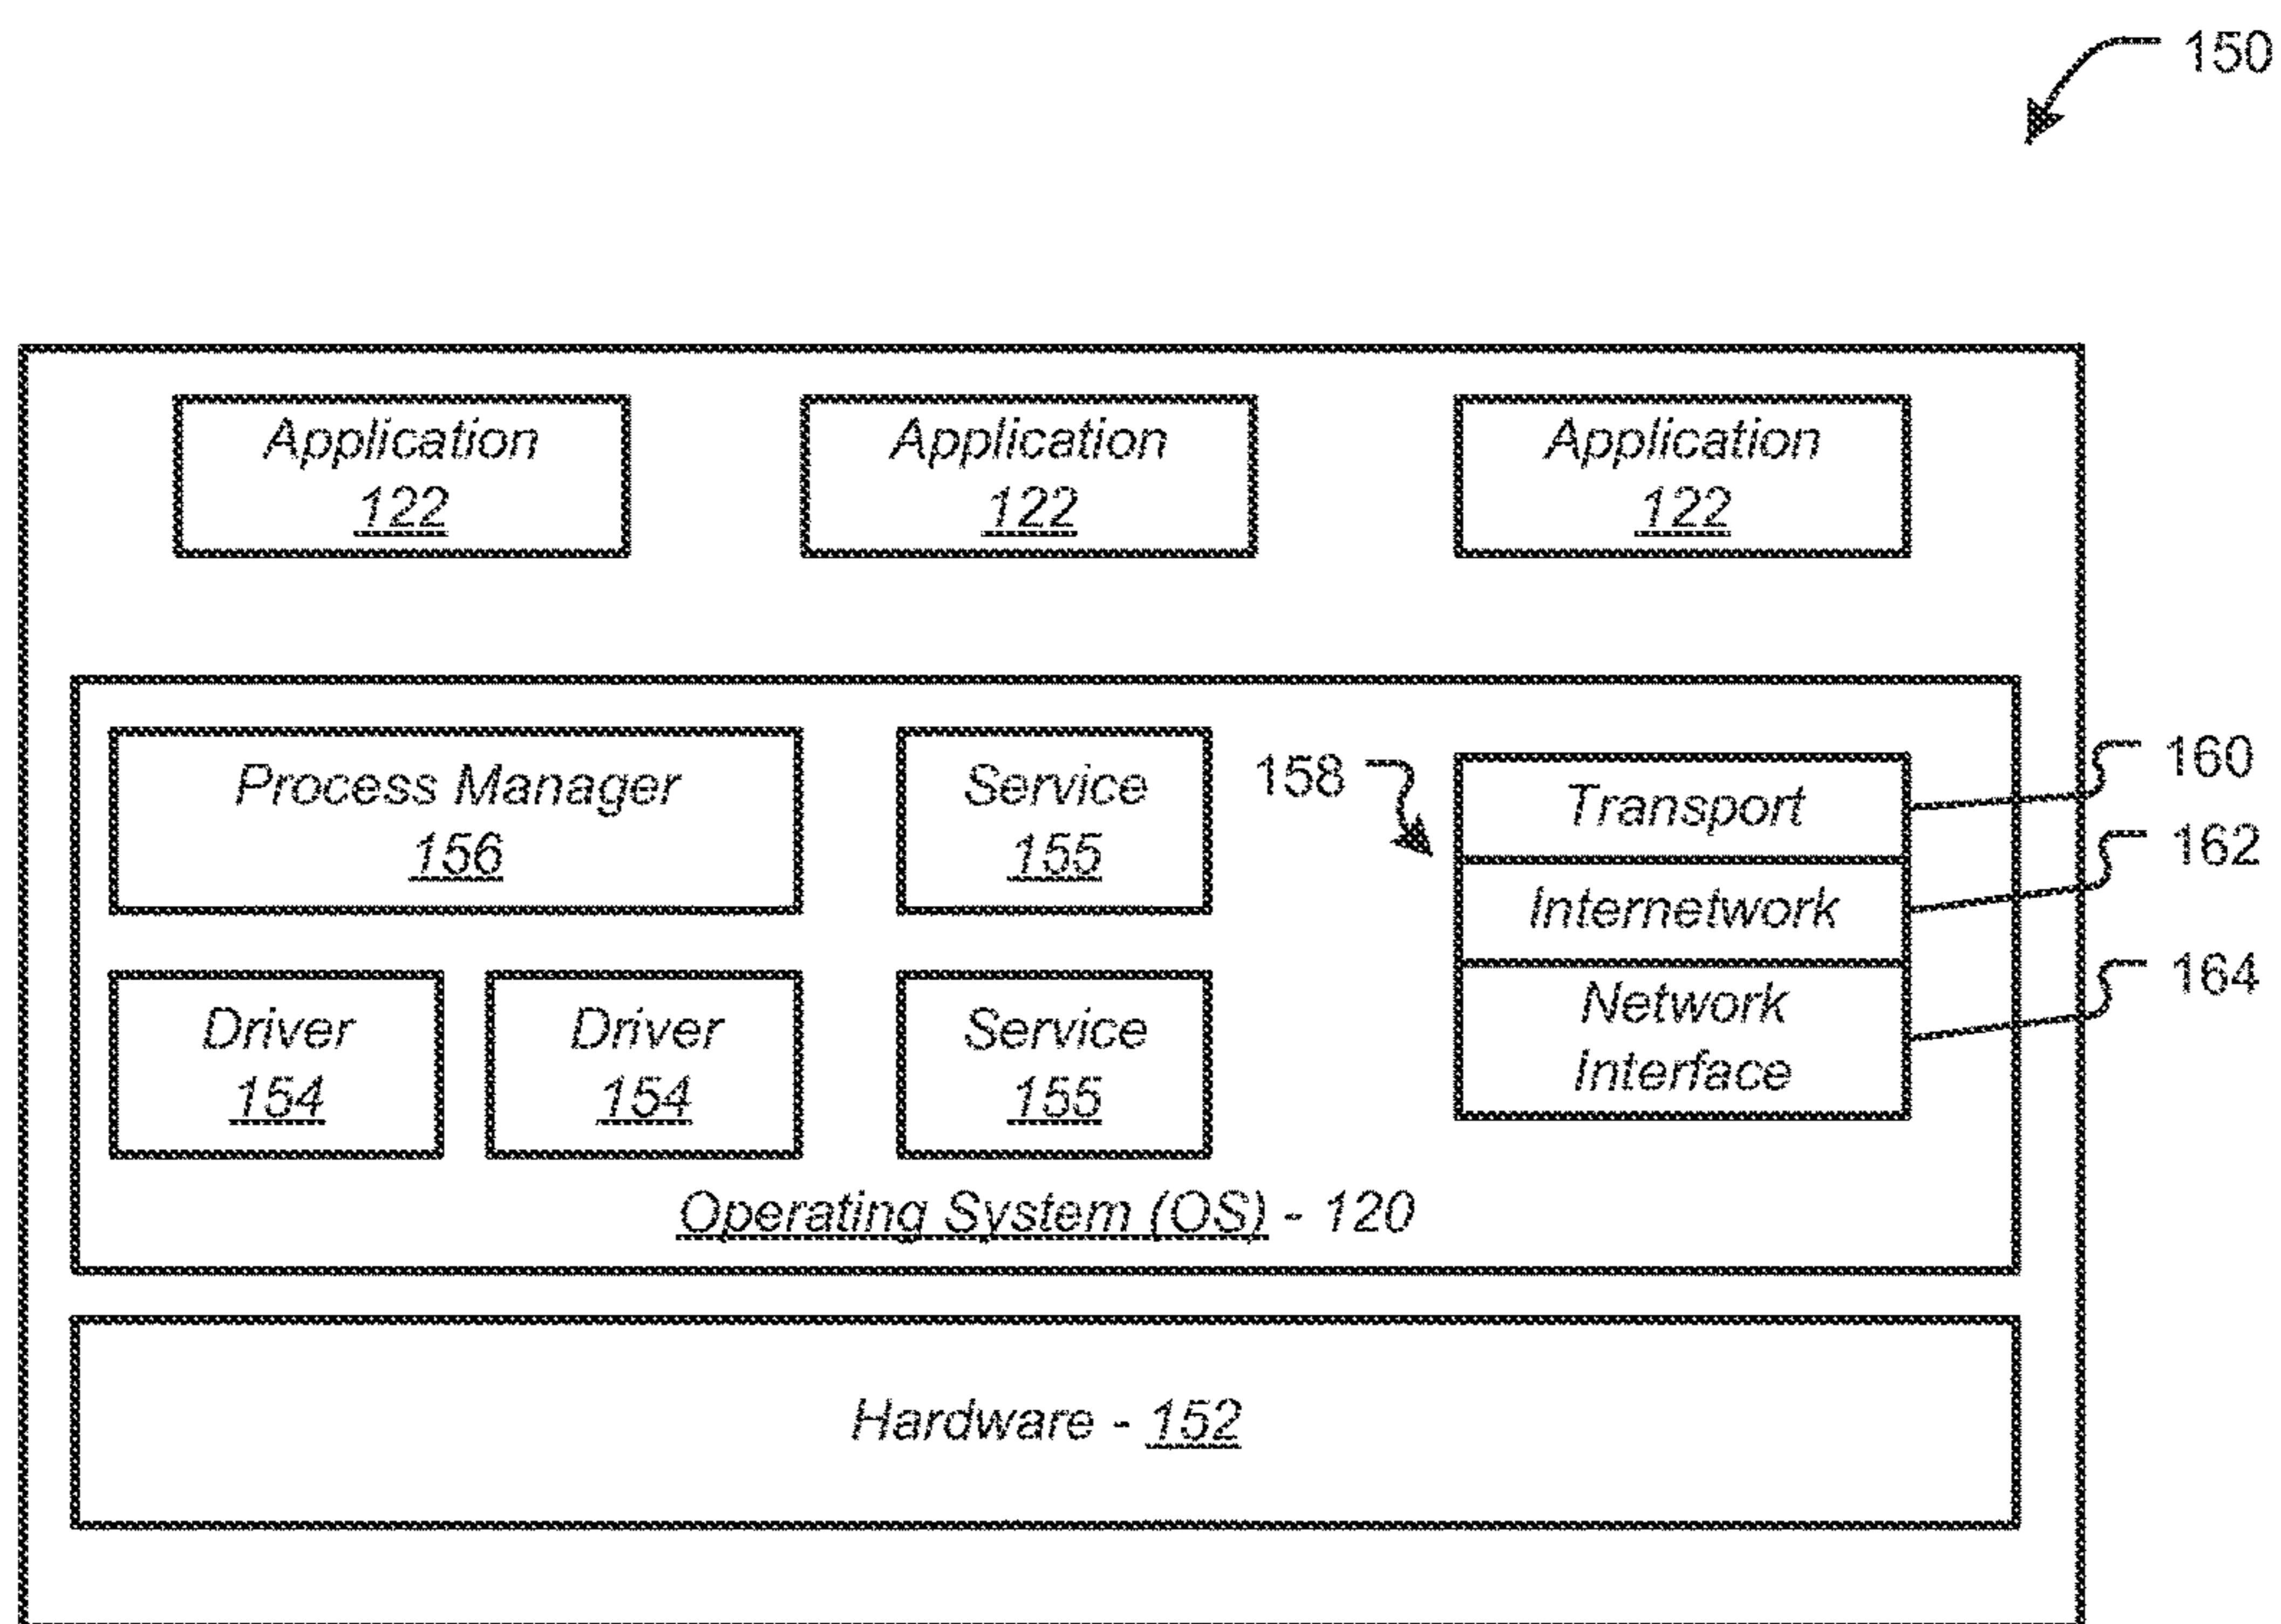 150
Application
122
Application
122
Application
122
Process Manager
156
Service
155
158
Transport
160
Internetwork
162
Network
Interface
164
Driver
154
Driver
154
Service
155
Operating System (OS) - 120
Hardware - 152